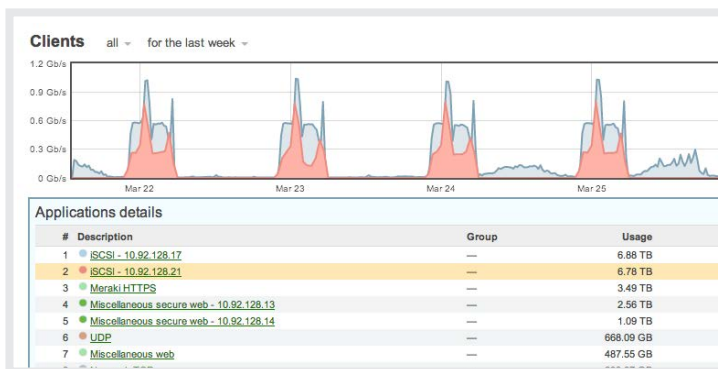 Clients all for the last week
1.2 Gb/s
0.9 Gb/s
0.6 Gb/s
0.3 Gb/s
0 Gb/s
Mar 22 Mar 23 Mar 24 Mar 25
Applications details
# Description Group Usage
1 iSCSI - 10.92.128.17 — 6.88 TB
2 iSCSI - 10.92.128.21 — 6.78 TB
3 Meraki HTTPS — 3.49 TB
4 Miscellaneous secure web - 10.92.128.13 — 2.56 TB
5 Miscellaneous secure web - 10.92.128.14 — 1.09 TB
6 UDP — 668.09 GB
7 Miscellaneous web — 487.55 GB